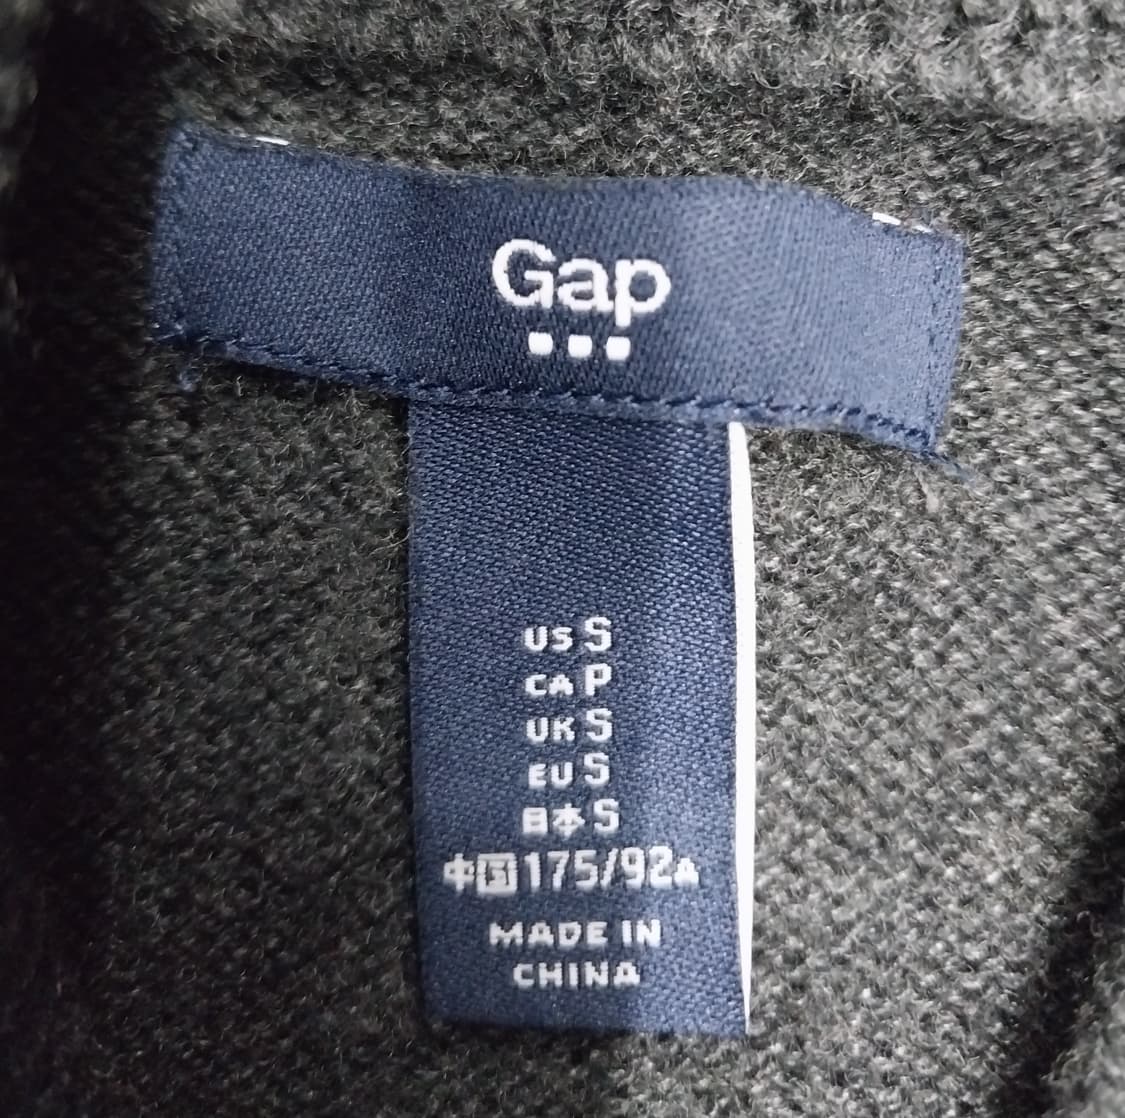 Gap
US S
CA P
UK S
EU S
日本 S
中国 175/92A
MADE IN
CHINA